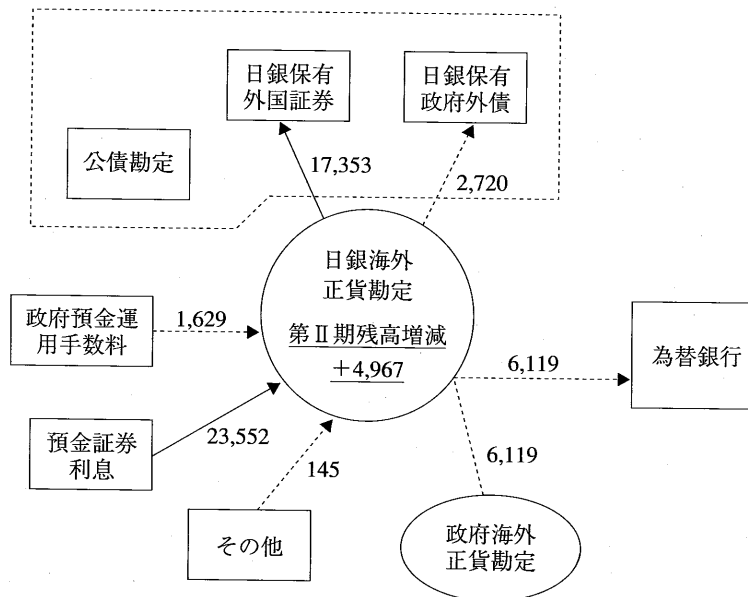 日銀保有
外国証券
日銀保有
政府外債
公債勘定
17,353
2,720
日銀海外
正貨勘定
第Ⅱ期残高増減
+4,967
政府預金運
用手数料
1,629
為替銀行
6,119
預金証券
利息
23,552
145
6,119
その他
政府海外
正貨勘定